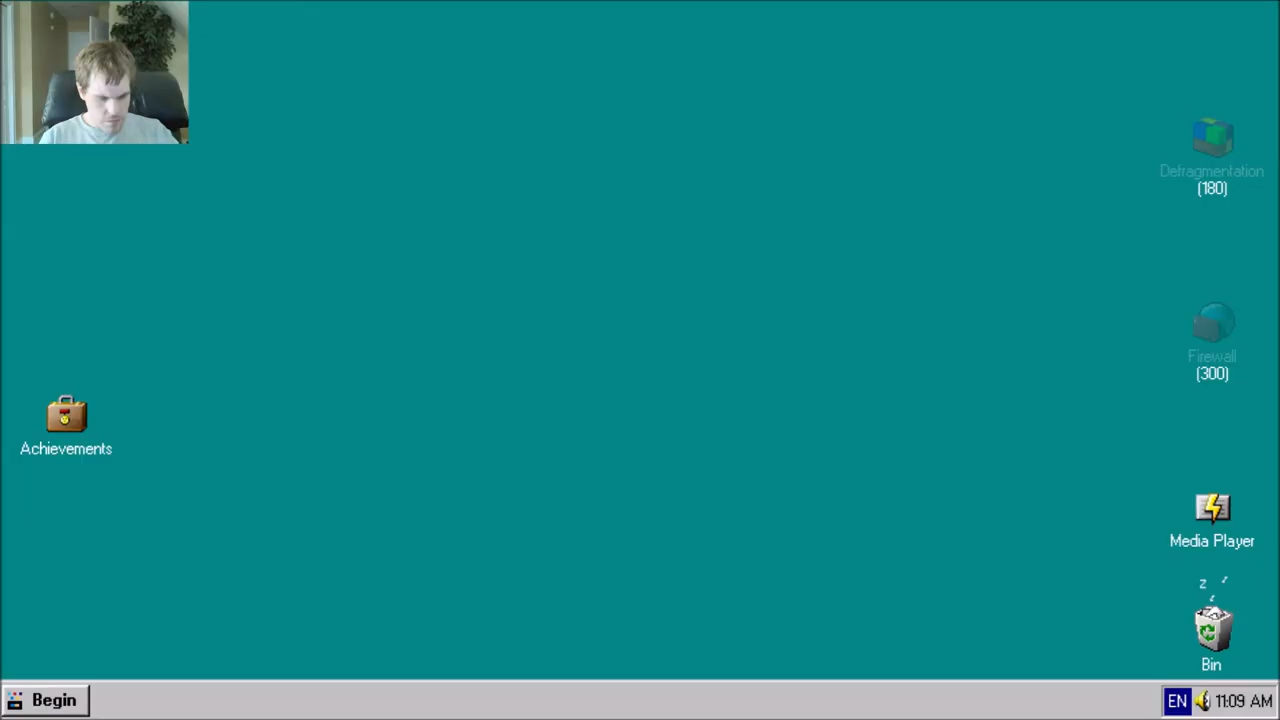 Defragmentation
(180)
Firewall
(300)
Achievements
Media Player
z
Bin
Begin
EN
11:09 AM